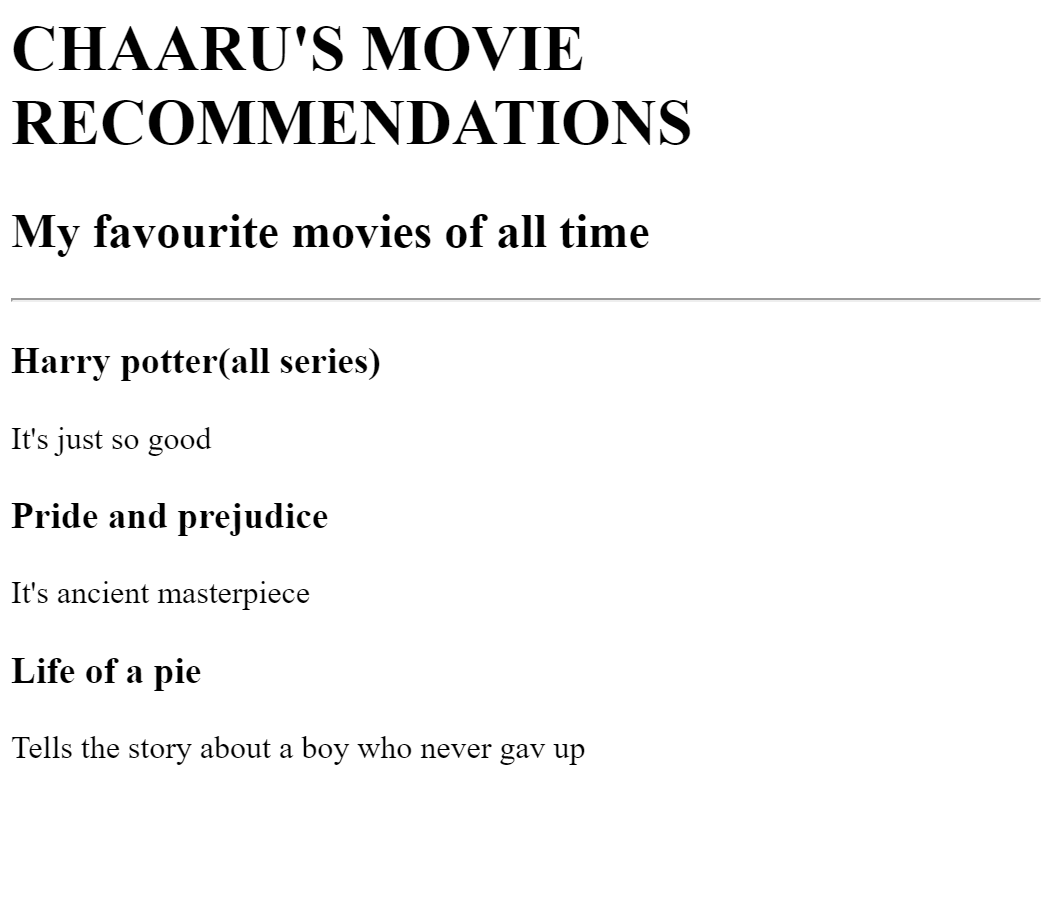 CHAARU'S MOVIE
RECOMMENDATIONS
My favourite movies of all time
Harry potter(all series)
It's just so good
Pride and prejudice
It's ancient masterpiece
Life of a pie
Tells the story about a boy who never gav up